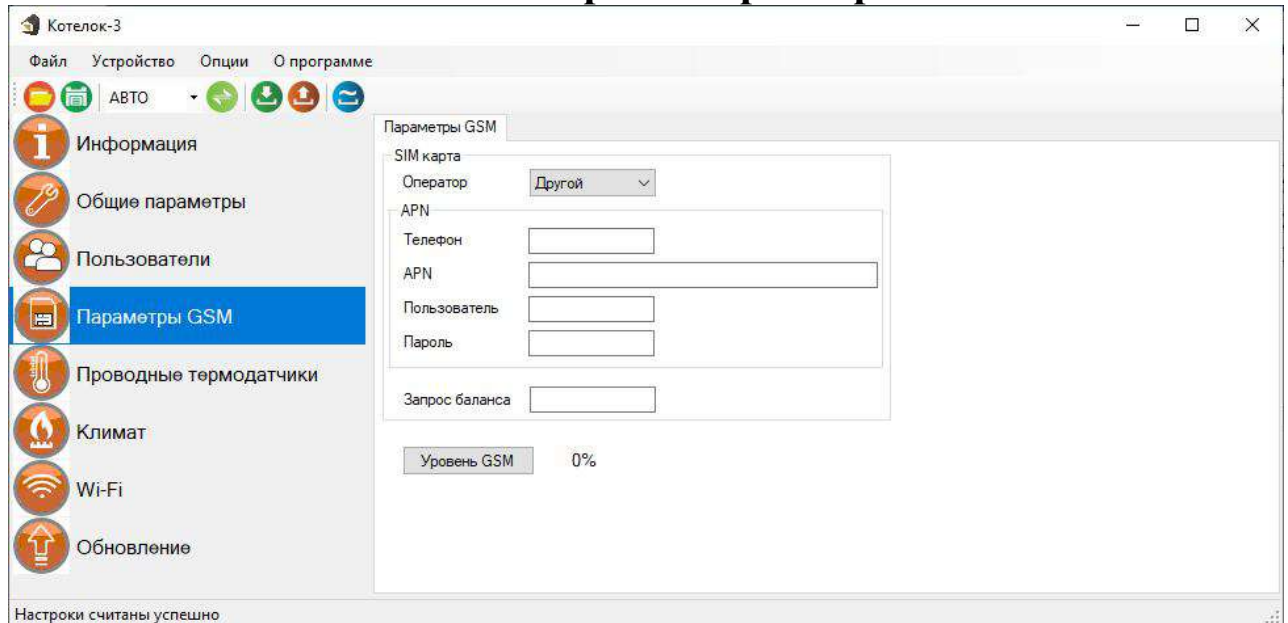 Котелок-3
Файл Устройство Опции О программе
АВТО
Информация
Общие параметры
Пользователи
Параметры GSM
Проводные термодатчики
Климат
Wi-Fi
Обновление
Параметры GSM
SIM карта
Оператор Другой
APN
Телефон
APN
Пользователь
Пароль
Запрос баланса
Уровень GSM 0%
Настроки считаны успешно